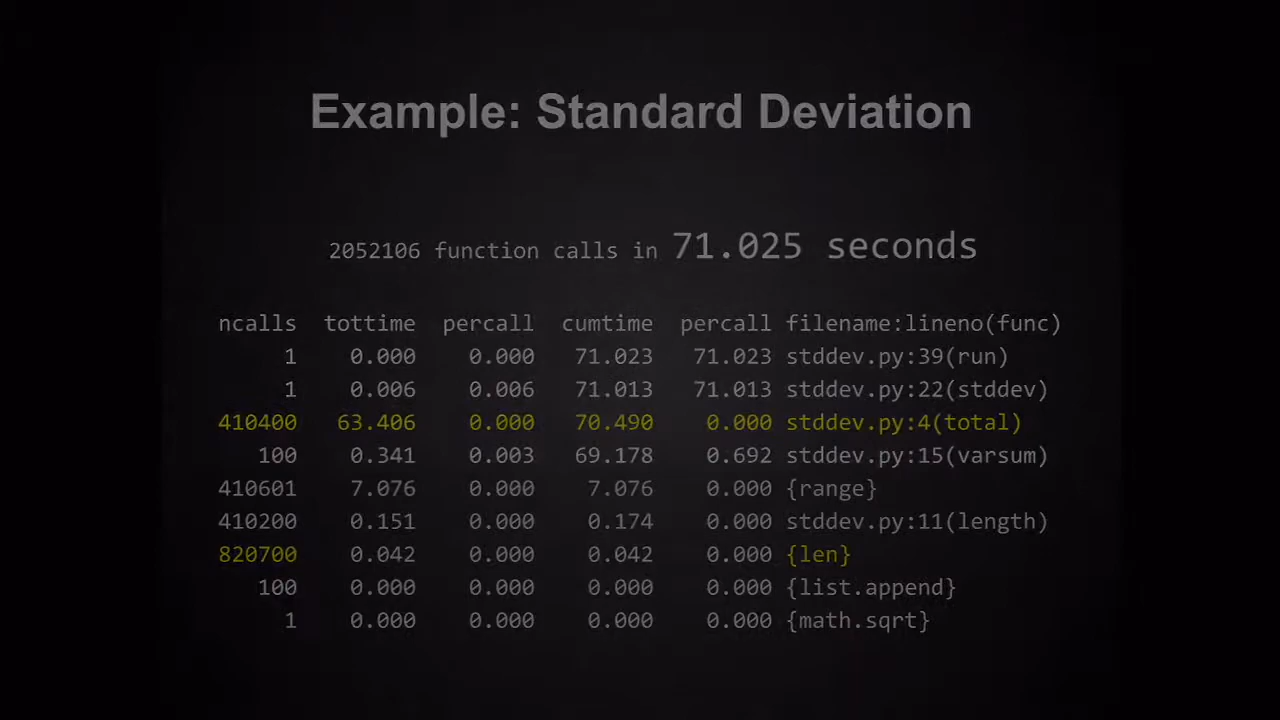 Example: Standard Deviation
2052106 function calls in 71.025 seconds
ncalls tottime percall cumtime percall filename:lineno(func)
1 0.000 0.000 71.023 71.023 stddev.py:39(run)
1 0.006 0.006 71.013 71.013 stddev.py:22(stddev)
410400 63.406 0.000 70.490 0.000 stddev.py:4(total)
100 0.341 0.003 69.178 0.692 stddev.py:15(varsum)
410601 7.076 0.000 7.076 0.000 {range}
410200 0.151 0.000 0.174 0.000 stddev.py:11(length)
820700 0.042 0.000 0.042 0.000 {len}
100 0.000 0.000 0.000 0.000 {list.append}
1 0.000 0.000 0.000 0.000 {math.sqrt}